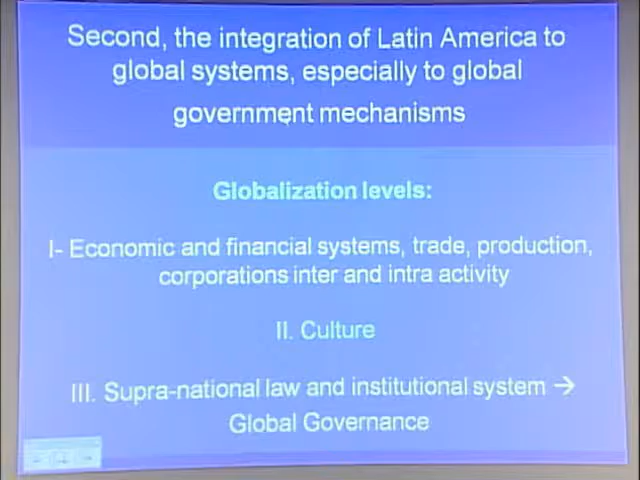 Second, the integration of Latin America to
global systems, especially to global
government mechanisms
Globalization levels:
I- Economic and financial systems, trade, production,
corporations inter and intra activity
II. Culture
III. Supra-national law and institutional system →
Global Governance